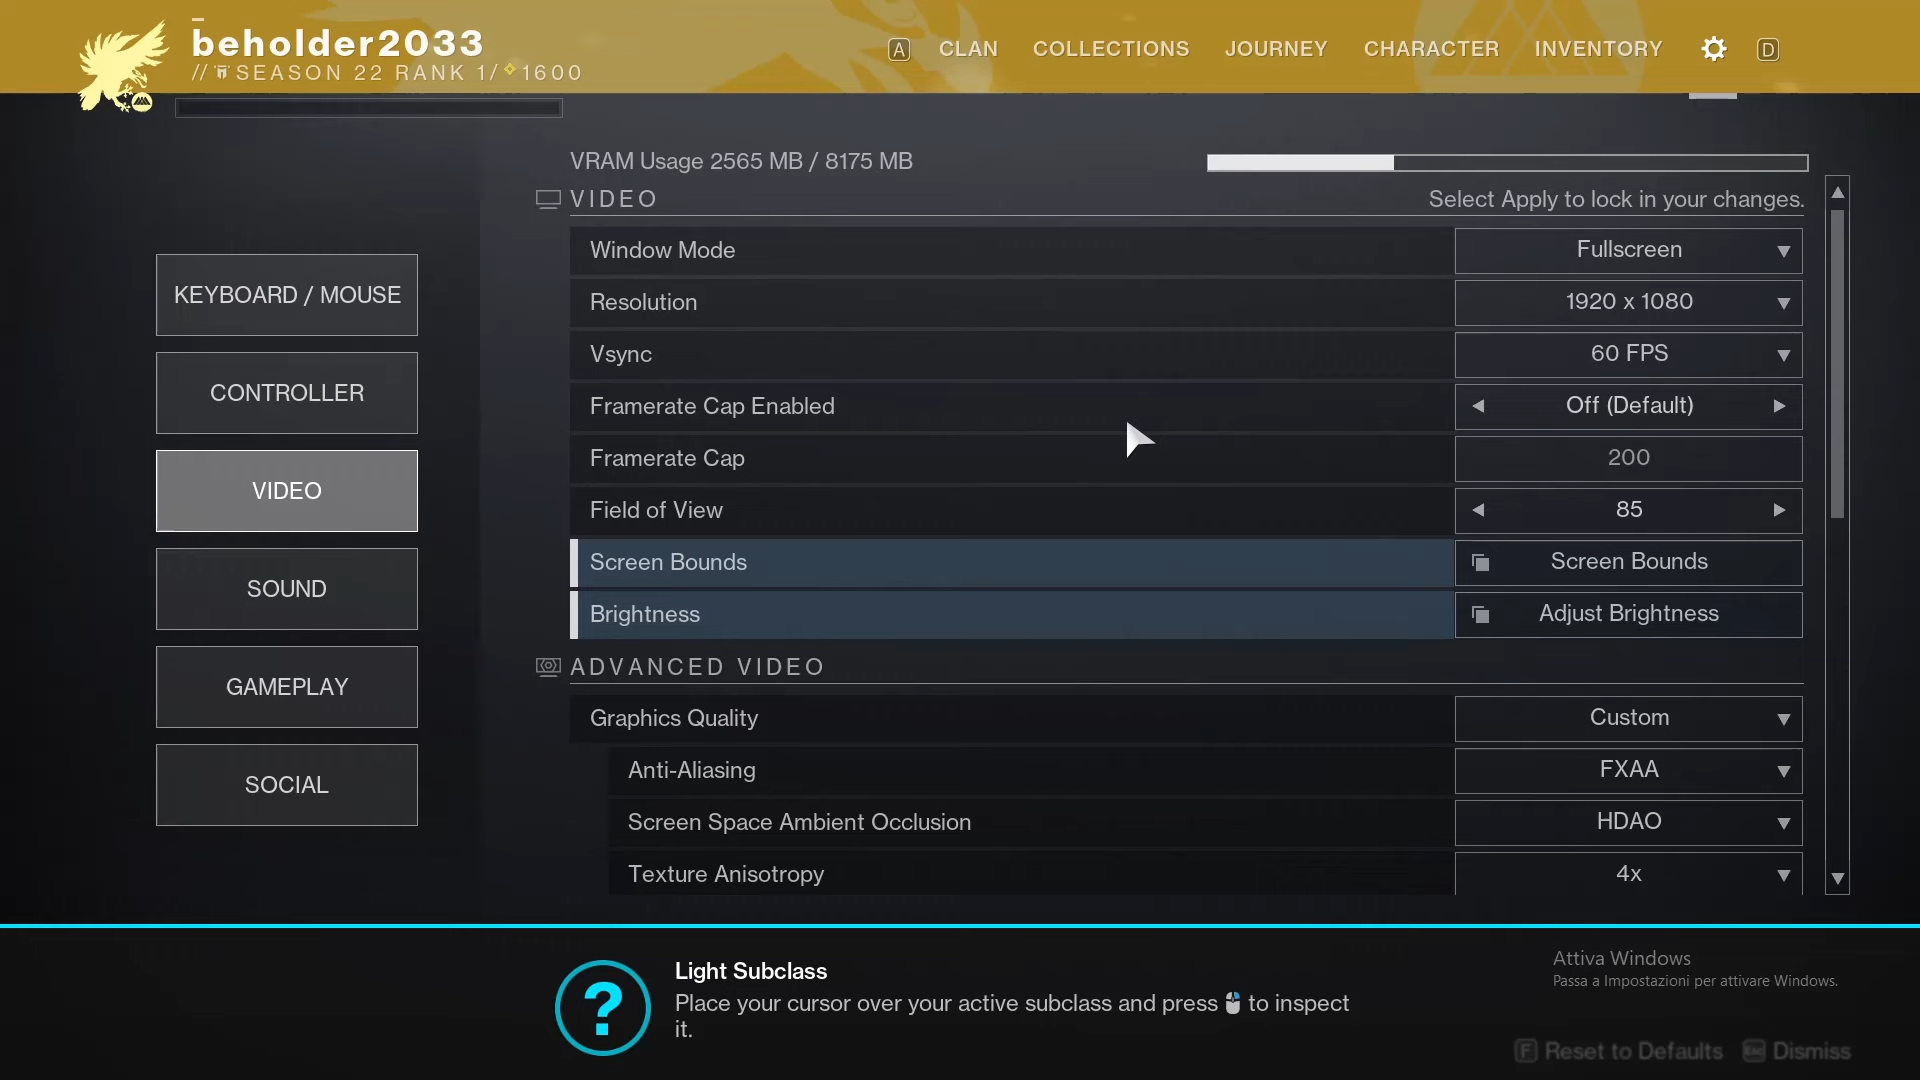 beholder2033
// SEASON 22 RANK 1/ 1600
A CLAN COLLECTIONS JOURNEY CHARACTER INVENTORY D
VRAM Usage 2565 MB / 8175 MB
VIDEO
Select Apply to lock in your changes.
KEYBOARD / MOUSE
CONTROLLER
VIDEO
SOUND
GAMEPLAY
SOCIAL
Window Mode Fullscreen
Resolution 1920 x 1080
Vsync 60 FPS
Framerate Cap Enabled Off (Default)
Framerate Cap 200
Field of View 85
Screen Bounds Screen Bounds
Brightness Adjust Brightness
ADVANCED VIDEO
Graphics Quality Custom
Anti-Aliasing FXAA
Screen Space Ambient Occlusion HDAO
Texture Anisotropy 4x
Light Subclass
Place your cursor over your active subclass and press to inspect
it.
Attiva Windows
Passa a Impostazioni per attivare Windows.
F Reset to Defaults Esc Dismiss